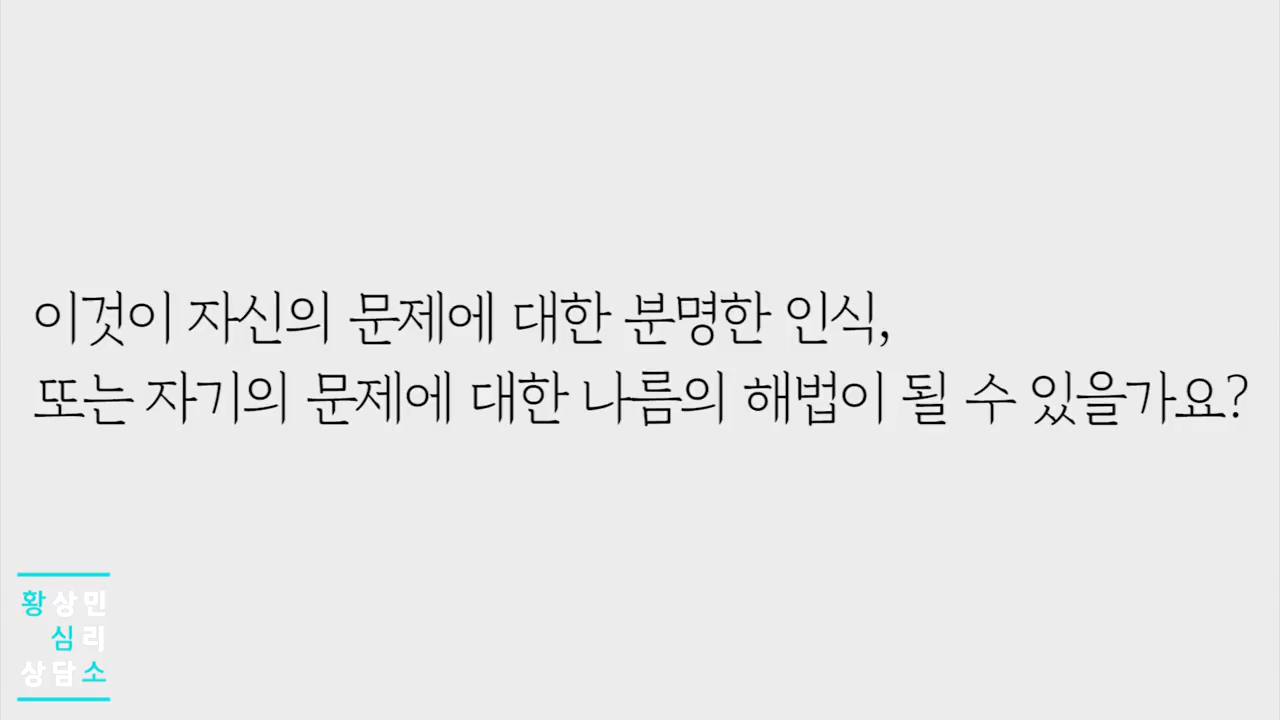 이것이 자신의 문제에 대한 분명한 인식,
또는 자기의 문제에 대한 나름의 해법이 될 수 있을가요?
황상민
심리
상담소